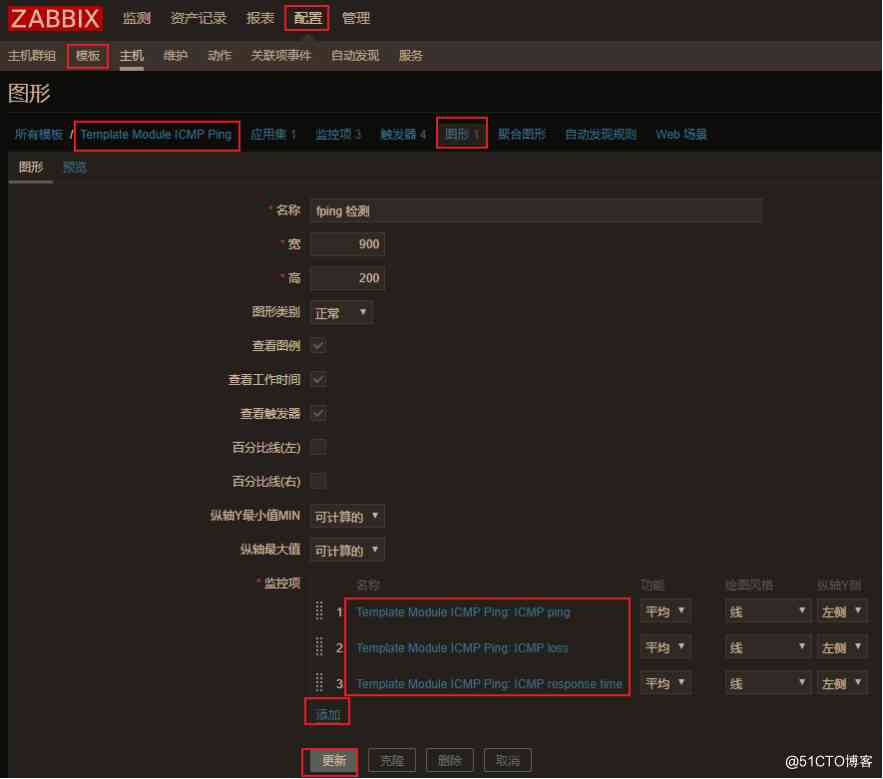 ZABBIX 监测 资产记录 报表 配置 管理
主机群组 模板 主机 维护 动作 关联项事件 自动发现 服务
图形
所有模板 / Template Module ICMP Ping 应用集 1 监控项 3 触发器 4 图形 1 聚合图形 自动发现规则 Web 场景
图形 预览
* 名称 fping 检测
* 宽 900
* 高 200
图形类别 正常 ▼
查看图例
查看工作时间
查看触发器
百分比线(左)
百分比线(右)
纵轴Y最小值MIN 可计算的 ▼
纵轴最大值 可计算的 ▼
* 监控项 名称 功能 绘图风格 纵轴Y侧
1 Template Module ICMP Ping: ICMP ping 平均 ▼ 线 ▼ 左侧 ▼
2 Template Module ICMP Ping: ICMP loss 平均 ▼ 线 ▼ 左侧 ▼
3 Template Module ICMP Ping: ICMP response time 平均 ▼ 线 ▼ 左侧 ▼
添加
更新 克隆 删除 取消
@51CTO博客